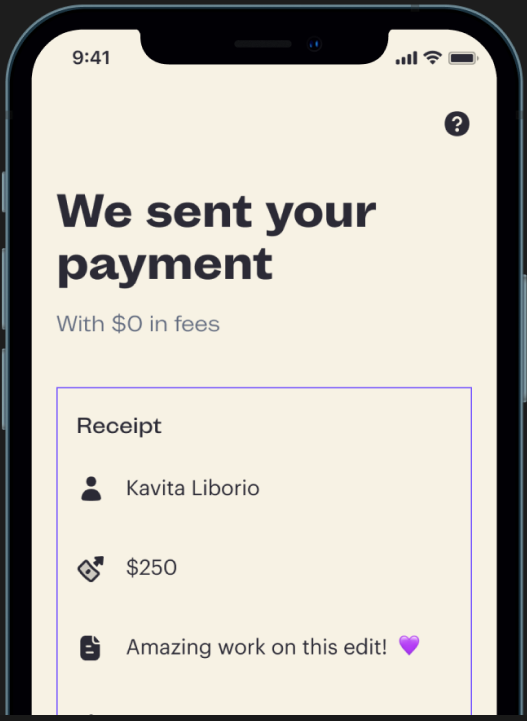 9:41
?
We sent your
payment
With $0 in fees
Receipt
Kavita Liborio
$250
Amazing work on this edit! 💜